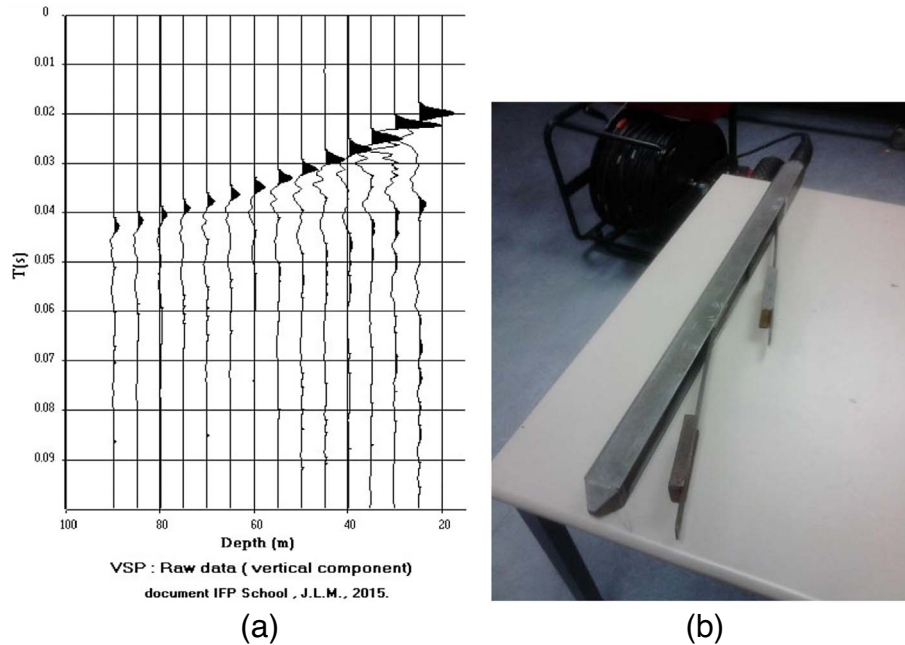 0
0.01
0.02
0.03
0.04
T(s)
0.05
0.06
0.07
0.08
0.09
100 80 60 40 20
Depth (m)
VSP : Raw data ( vertical component)
document IFP School , J.L.M., 2015.
(a) (b)